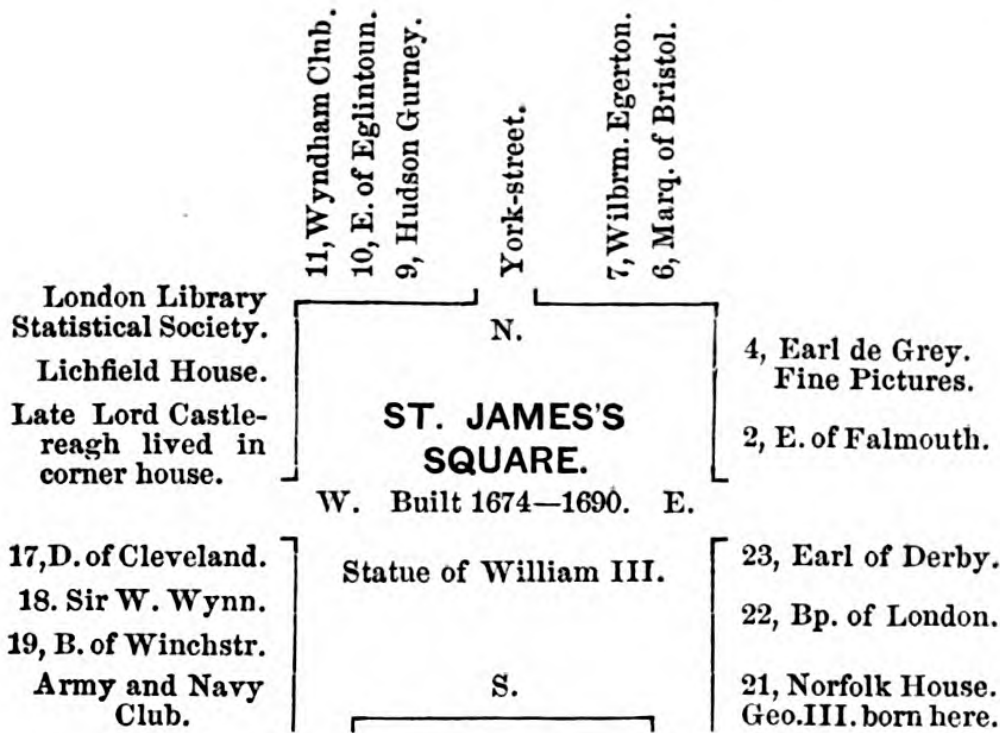 11, Wyndham Club.
10, E. of Eglintoun.
9, Hudson Gurney.
York-street.
7, Wilbrm. Egerton.
6, Marq. of Bristol.
London Library
Statistical Society.
Lichfield House.
Late Lord Castle-
reagh lived in
corner house.
N.
ST. JAMES'S
SQUARE.
W. Built 1674—1690. E.
4, Earl de Grey.
Fine Pictures.
2, E. of Falmouth.
17, D. of Cleveland.
18. Sir W. Wynn.
19, B. of Winchstr.
Army and Navy
Club.
Statue of William III.
S.
23, Earl of Derby.
22, Bp. of London.
21, Norfolk House.
Geo. III. born here.